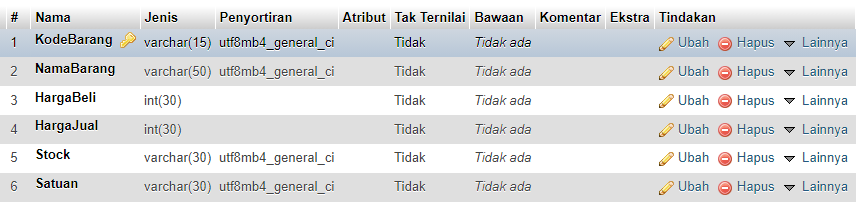 # Nama Jenis Penyortiran Atribut Tak Ternilai Bawaan Komentar Ekstra Tindakan
1 KodeBarang varchar(15) utf8mb4_general_ci Tidak Tidak ada Ubah Hapus Lainnya
2 NamaBarang varchar(50) utf8mb4_general_ci Tidak Tidak ada Ubah Hapus Lainnya
3 HargaBeli int(30) Tidak Tidak ada Ubah Hapus Lainnya
4 HargaJual int(30) Tidak Tidak ada Ubah Hapus Lainnya
5 Stock varchar(30) utf8mb4_general_ci Tidak Tidak ada Ubah Hapus Lainnya
6 Satuan varchar(30) utf8mb4_general_ci Tidak Tidak ada Ubah Hapus Lainnya